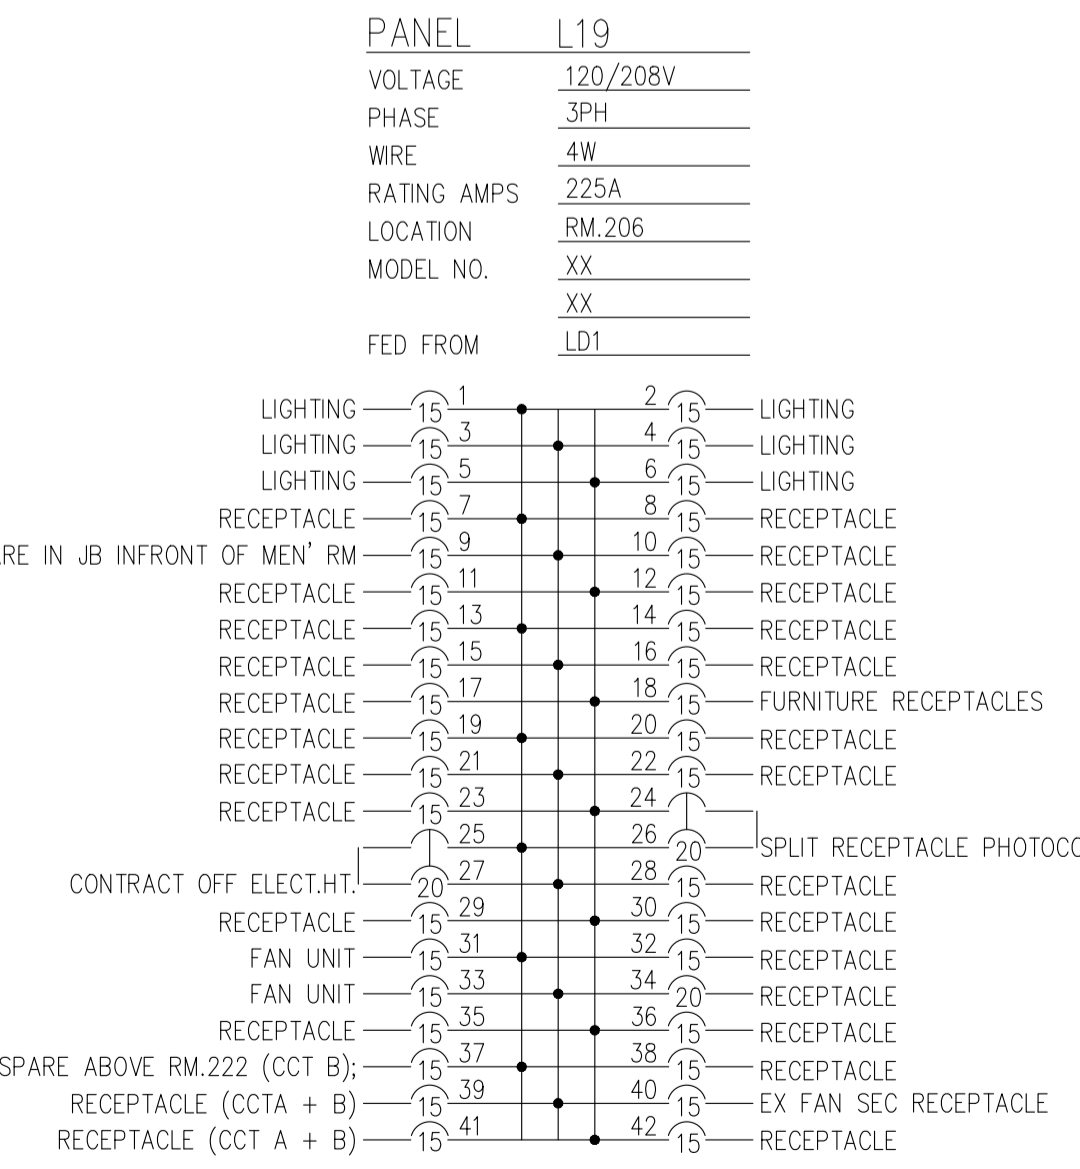 PANEL L19
VOLTAGE 120/208V
PHASE 3PH
WIRE 4W
RATING AMPS 225A
LOCATION RM.206
MODEL NO. XX
XX
FED FROM LD1
LIGHTING 15 1 2 15 LIGHTING
LIGHTING 15 3 4 15 LIGHTING
LIGHTING 15 5 6 15 LIGHTING
RECEPTACLE 15 7 8 15 RECEPTACLE
IN JB INFRONT OF MEN' RM 15 9 10 15 RECEPTACLE
RECEPTACLE 15 11 12 15 RECEPTACLE
RECEPTACLE 15 13 14 15 RECEPTACLE
RECEPTACLE 15 15 16 15 RECEPTACLE
RECEPTACLE 15 17 18 15 FURNITURE RECEPTACLES
RECEPTACLE 15 19 20 15 RECEPTACLE
RECEPTACLE 15 21 22 15 RECEPTACLE
RECEPTACLE 15 23 24
25 26 20 SPLIT RECEPTACLE
CONTRACT OFF ELECT.HT. 20 27 28 15 RECEPTACLE
RECEPTACLE 15 29 30 15 RECEPTACLE
FAN UNIT 15 31 32 15 RECEPTACLE
FAN UNIT 15 33 34 20 RECEPTACLE
RECEPTACLE 15 35 36 15 RECEPTACLE
SPARE ABOVE RM.222 (CCT B); 15 37 38 15 RECEPTACLE
RECEPTACLE (CCTA + B) 15 39 40 15 EX FAN SEC RECEPTACLE
RECEPTACLE (CCT A + B) 15 41 42 15 RECEPTACLE